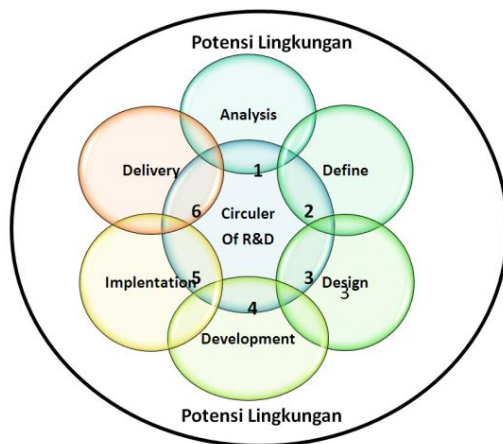 Potensi Lingkungan
Analysis
Delivery
1
Define
6
Circuler
2
Of R&D
Implentation
5
3
Design
3
4
Development
Potensi Lingkungan